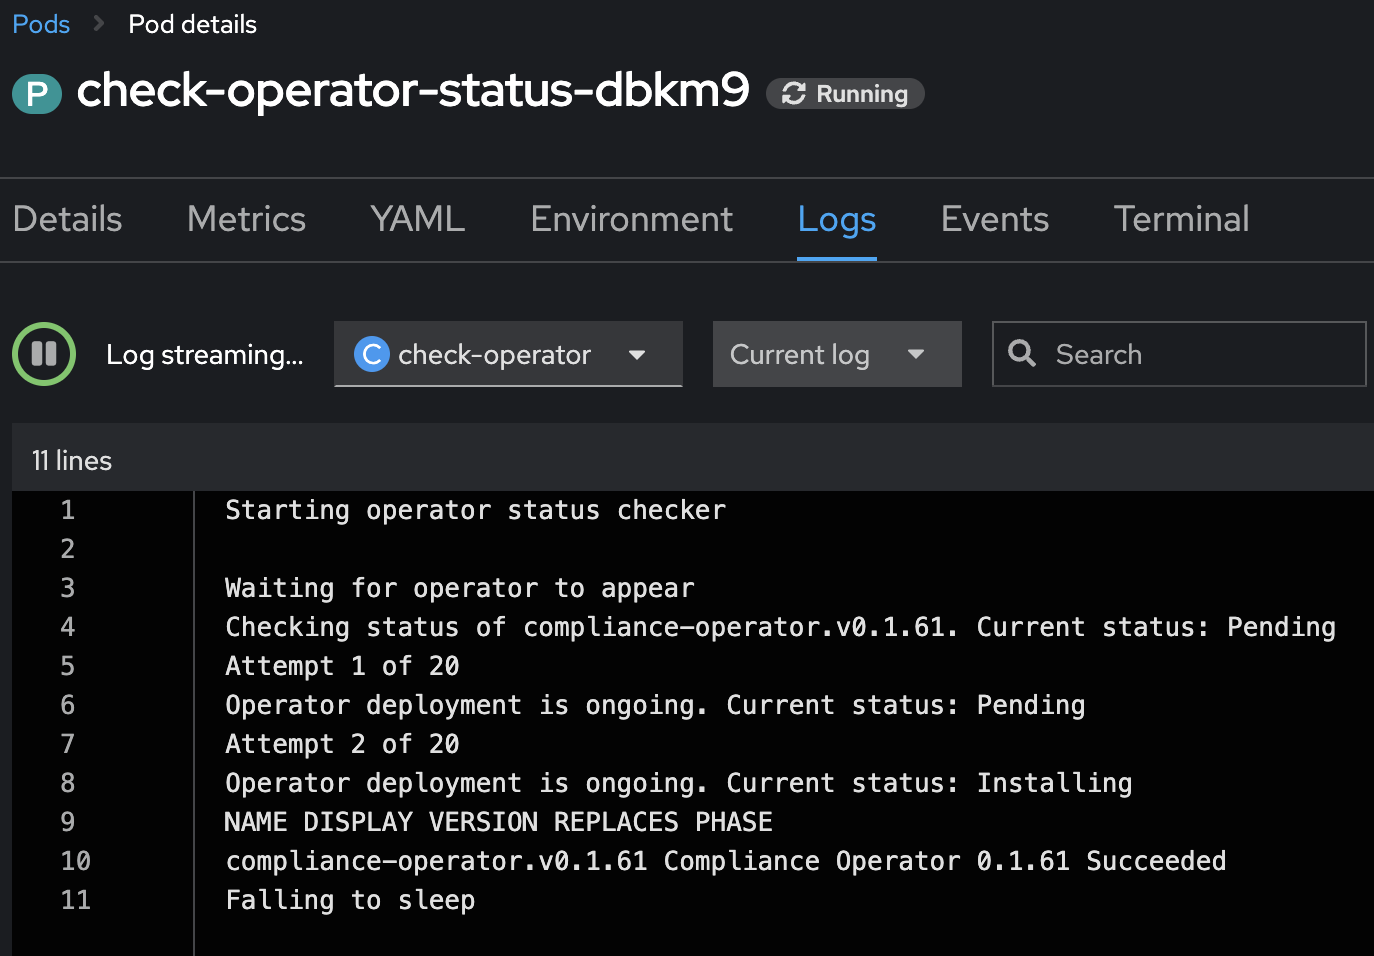 Pods > Pod details
P check-operator-status-dbkm9 Running
Details Metrics YAML Environment Logs Events Terminal
Log streaming... C check-operator Current log Search
11 lines
1 Starting operator status checker
2
3 Waiting for operator to appear
4 Checking status of compliance-operator.v0.1.61. Current status: Pending
5 Attempt 1 of 20
6 Operator deployment is ongoing. Current status: Pending
7 Attempt 2 of 20
8 Operator deployment is ongoing. Current status: Installing
9 NAME DISPLAY VERSION REPLACES PHASE
10 compliance-operator.v0.1.61 Compliance Operator 0.1.61 Succeeded
11 Falling to sleep